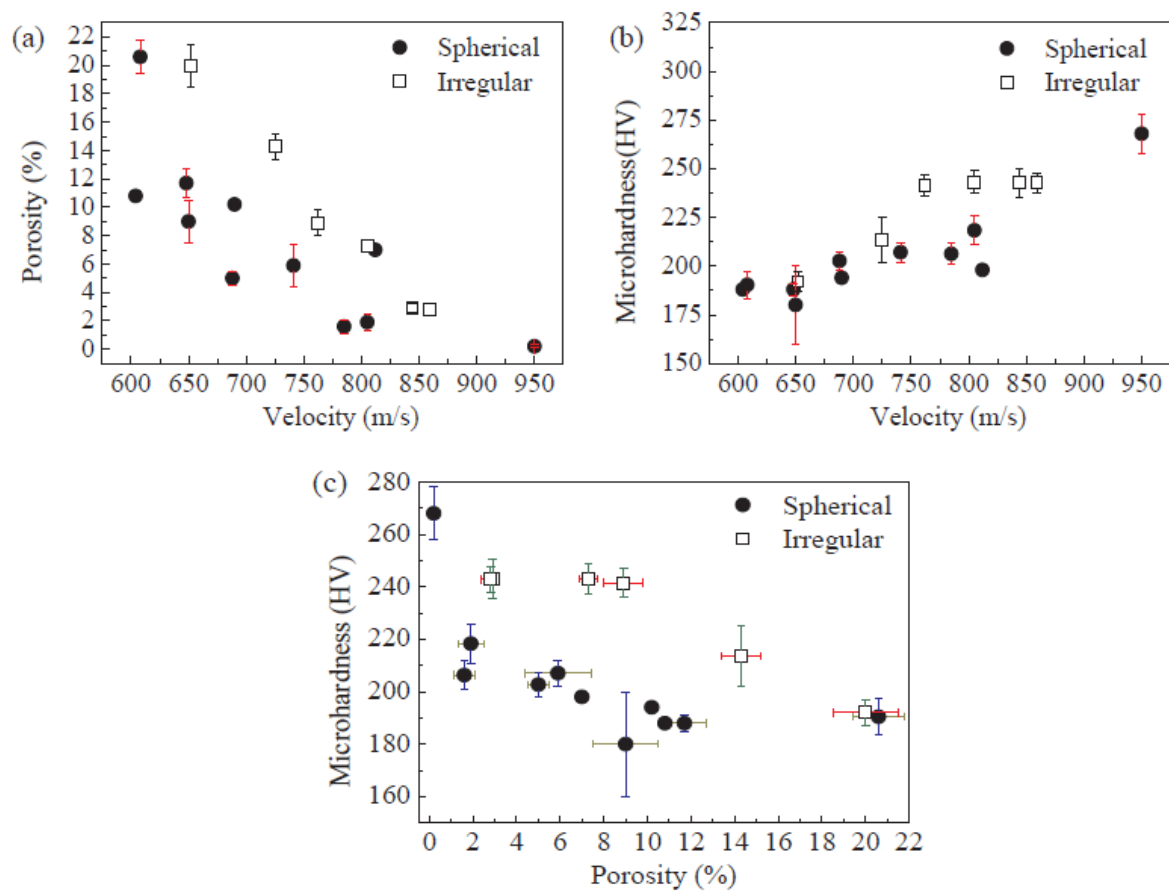 (a)
Spherical
Irregular
22
20
18
16
14
12
10
8
6
4
2
0
Porosity (%)
600 650 700 750 800 850 900 950
Velocity (m/s)
(b)
Spherical
Irregular
325
300
275
250
225
200
175
150
Microhardness(HV)
600 650 700 750 800 850 900 950
Velocity (m/s)
(c)
Spherical
Irregular
280
260
240
220
200
180
160
Microhardness (HV)
0 2 4 6 8 10 12 14 16 18 20 22
Porosity (%)